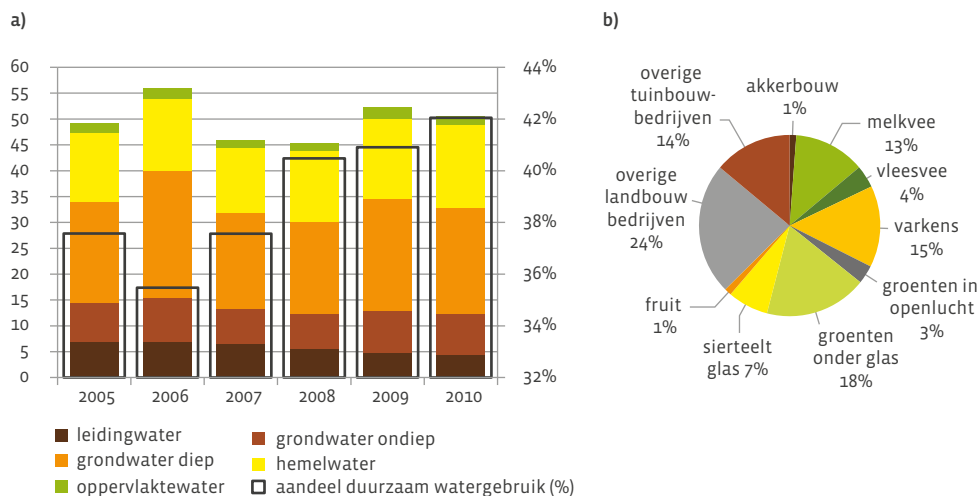 a)
60
55
50
45
40
35
30
25
20
15
10
5
0
44%
42%
40%
38%
36%
34%
32%
2005 2006 2007 2008 2009 2010
leidingwater
grondwater diep
oppervlaktewater
grondwater ondiep
hemelwater
aandeel duurzaam watergebruik (%)
b)
overige
tuinbouw-
bedrijven
14%
akkerbouw
1%
melkvee
13%
vleesvee
4%
varkens
15%
groenten in
openlucht
3%
groenten
onder glas
18%
sierteelt
glas 7%
fruit
1%
overige
landbouw
bedrijven
24%